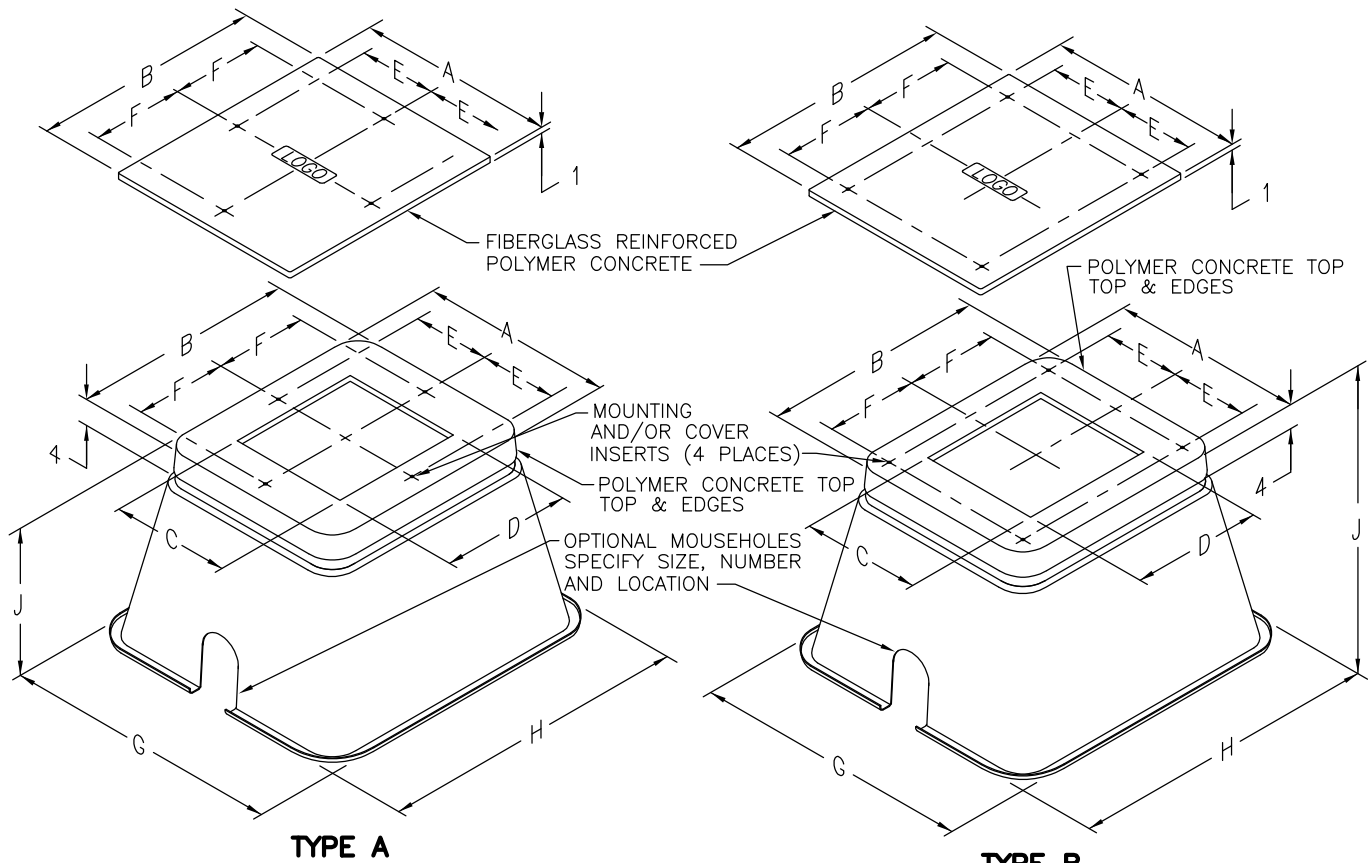 B
F
F
E
A
E
LOGO
1
B
F
F
E
A
E
LOGO
1
FIBERGLASS REINFORCED
POLYMER CONCRETE
POLYMER CONCRETE TOP
TOP & EDGES
B
F
F
E
A
E
4
MOUNTING
AND/OR COVER
INSERTS (4 PLACES)
POLYMER CONCRETE TOP
TOP & EDGES
OPTIONAL MOUSEHOLES
SPECIFY SIZE, NUMBER
AND LOCATION
C
D
J
G
H
B
F
F
E
A
E
4
C
D
J
G
H
TYPE A
TYPE B